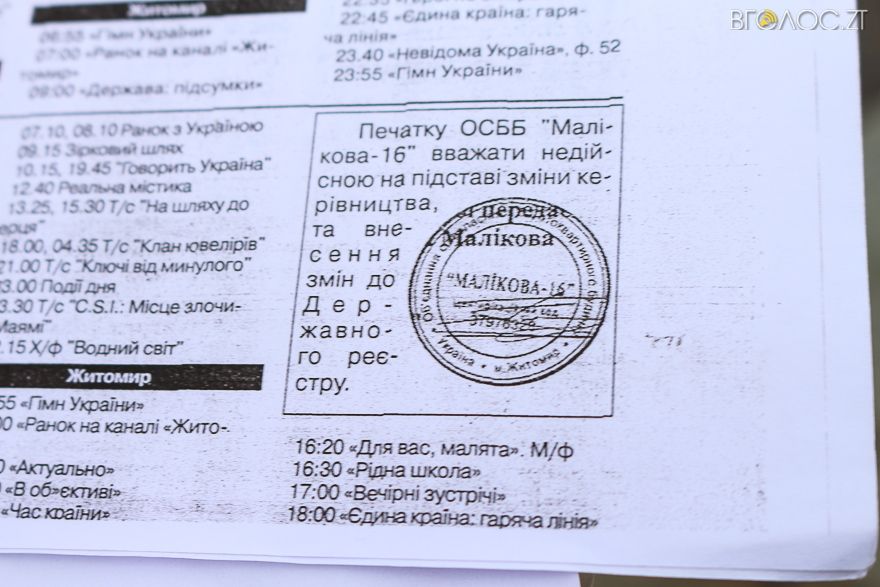 ВГОЛОС.ZT
Житомир
06:55 «Гімн України»
07:00 «Ранок на каналі «Жи-
томир»
09:00 «Держава: підсумки»
07.10, 08.10 Ранок з Україною
09.15 Зірковий шлях
10.15, 19.45 "Говорить Україна"
12.40 Реальна містика
13.25, 15.30 Т/с "На шляху до
18.00, 04.35 Т/с "Клан ювелірів"
21.00 Т/с "Ключі від минулого"
3.00 Події дня
3.30 Т/с "C.S.I.: Місце злочи-
Маямі"
.15 Х/ф "Водний світ"
Житомир
55 «Гімн України»
00 «Ранок на каналі «Жито-
0 «Актуально»
«В об»єктиві»
«Час країни»
22:45 «Єдина країна: гаря-
ча лінія»
23.40 «Невідома Україна», ф. 52
23:55 «Гімн України»
Печатку ОСББ "Малі-
кова-16" вважати недій-
сною на підставі зміни ке-
рівництва,
та вне-
сення
змін до
Дер-
жавно-
го реє-
стру.
і переда
Малікова
"МАЛІКОВА-16"
Україна * м.Житомир *
16:20 «Для вас, малята». М/ф
16:30 «Рідна школа»
17:00 «Вечірні зустрічі»
18:00 «Єдина країна: гаряча лінія»